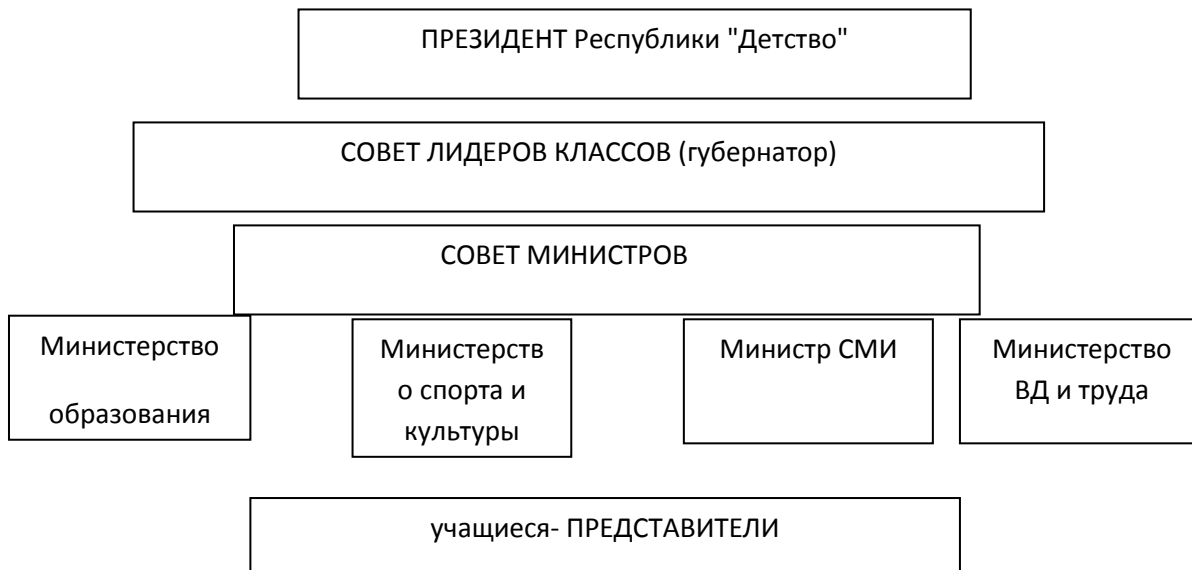 ПРЕЗИДЕНТ Республики "Детство"
СОВЕТ ЛИДЕРОВ КЛАССОВ (губернатор)
СОВЕТ МИНИСТРОВ
Министерство
образования
Министерств
о спорта и
культуры
Министр СМИ
Министерство
ВД и труда
учащиеся- ПРЕДСТАВИТЕЛИ